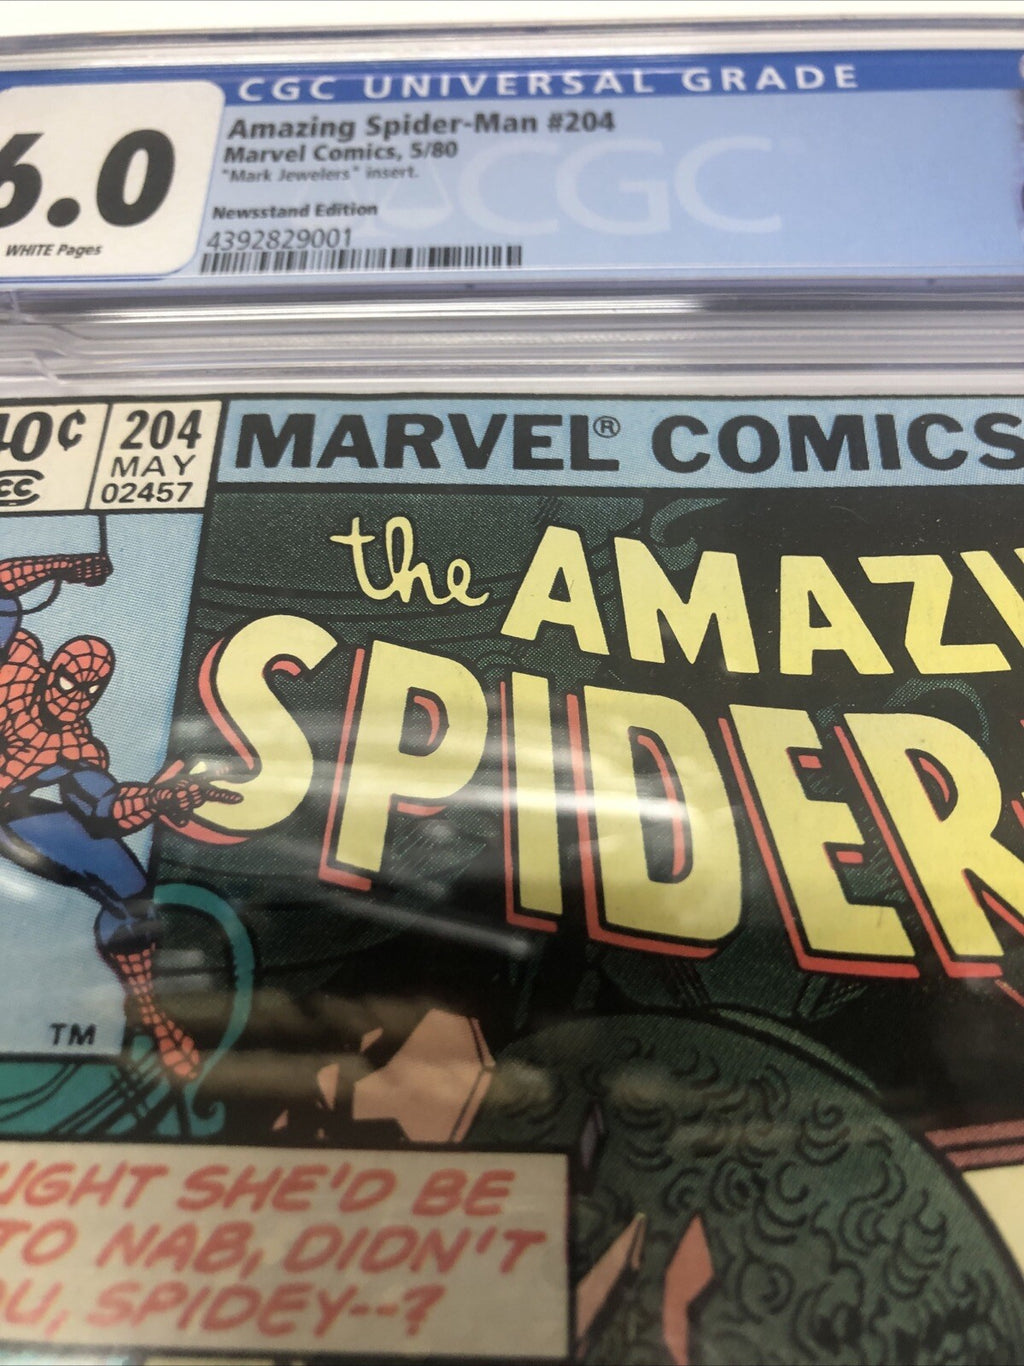 CGC UNIVERSAL GRADE
6.0
WHITE Pages
Amazing Spider-Man #204
Marvel Comics, 5/80
"Mark Jewelers" insert.
Newsstand Edition
4392829001
CGC
40¢
CC
204
MAY
02457
MARVEL® COMICS
the AMAZ
SPIDER
TM
UGHT SHE'D BE
TO NAB, DIDN'T
OU, SPIDEY--?